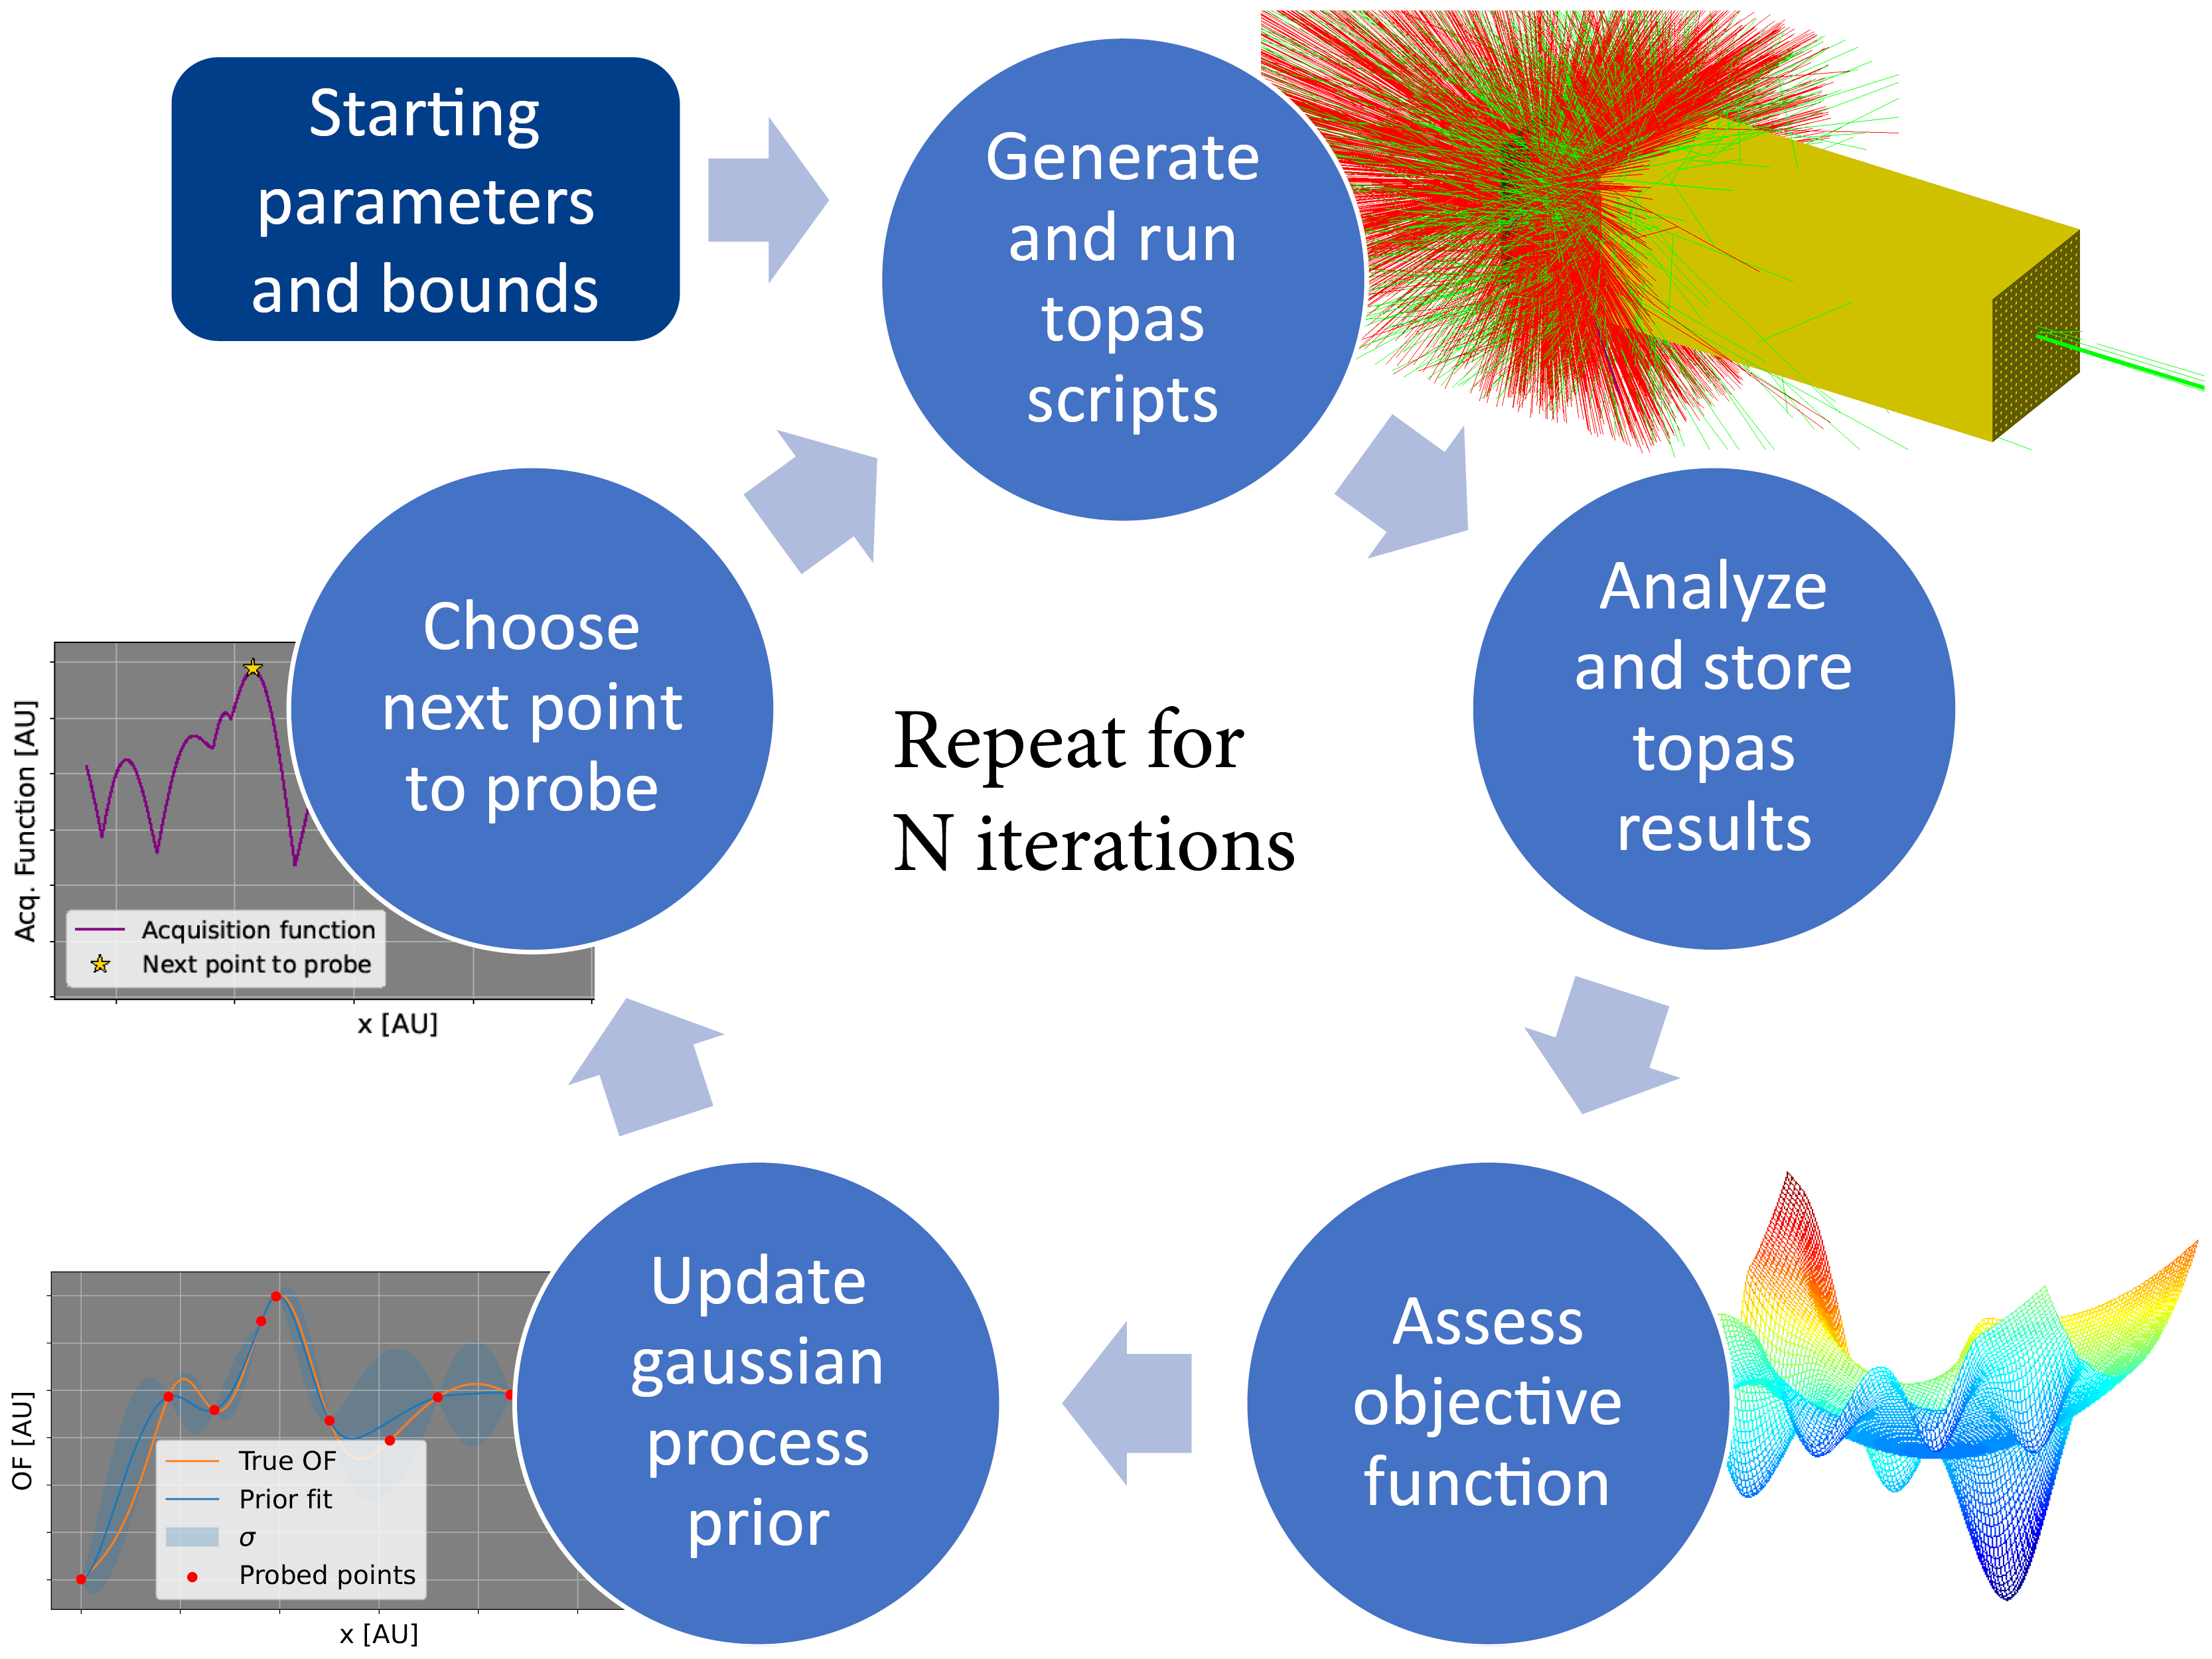 Starting
parameters
and bounds
Generate
and run
topas
scripts
Analyze
and store
topas
results
Assess
objective
function
Update
gaussian
process
prior
Choose
next point
to probe
Repeat for
N iterations
Acq. Function [AU]
Acquisition function
Next point to probe
x [AU]
OF [AU]
True OF
Prior fit
σ
Probed points
x [AU]